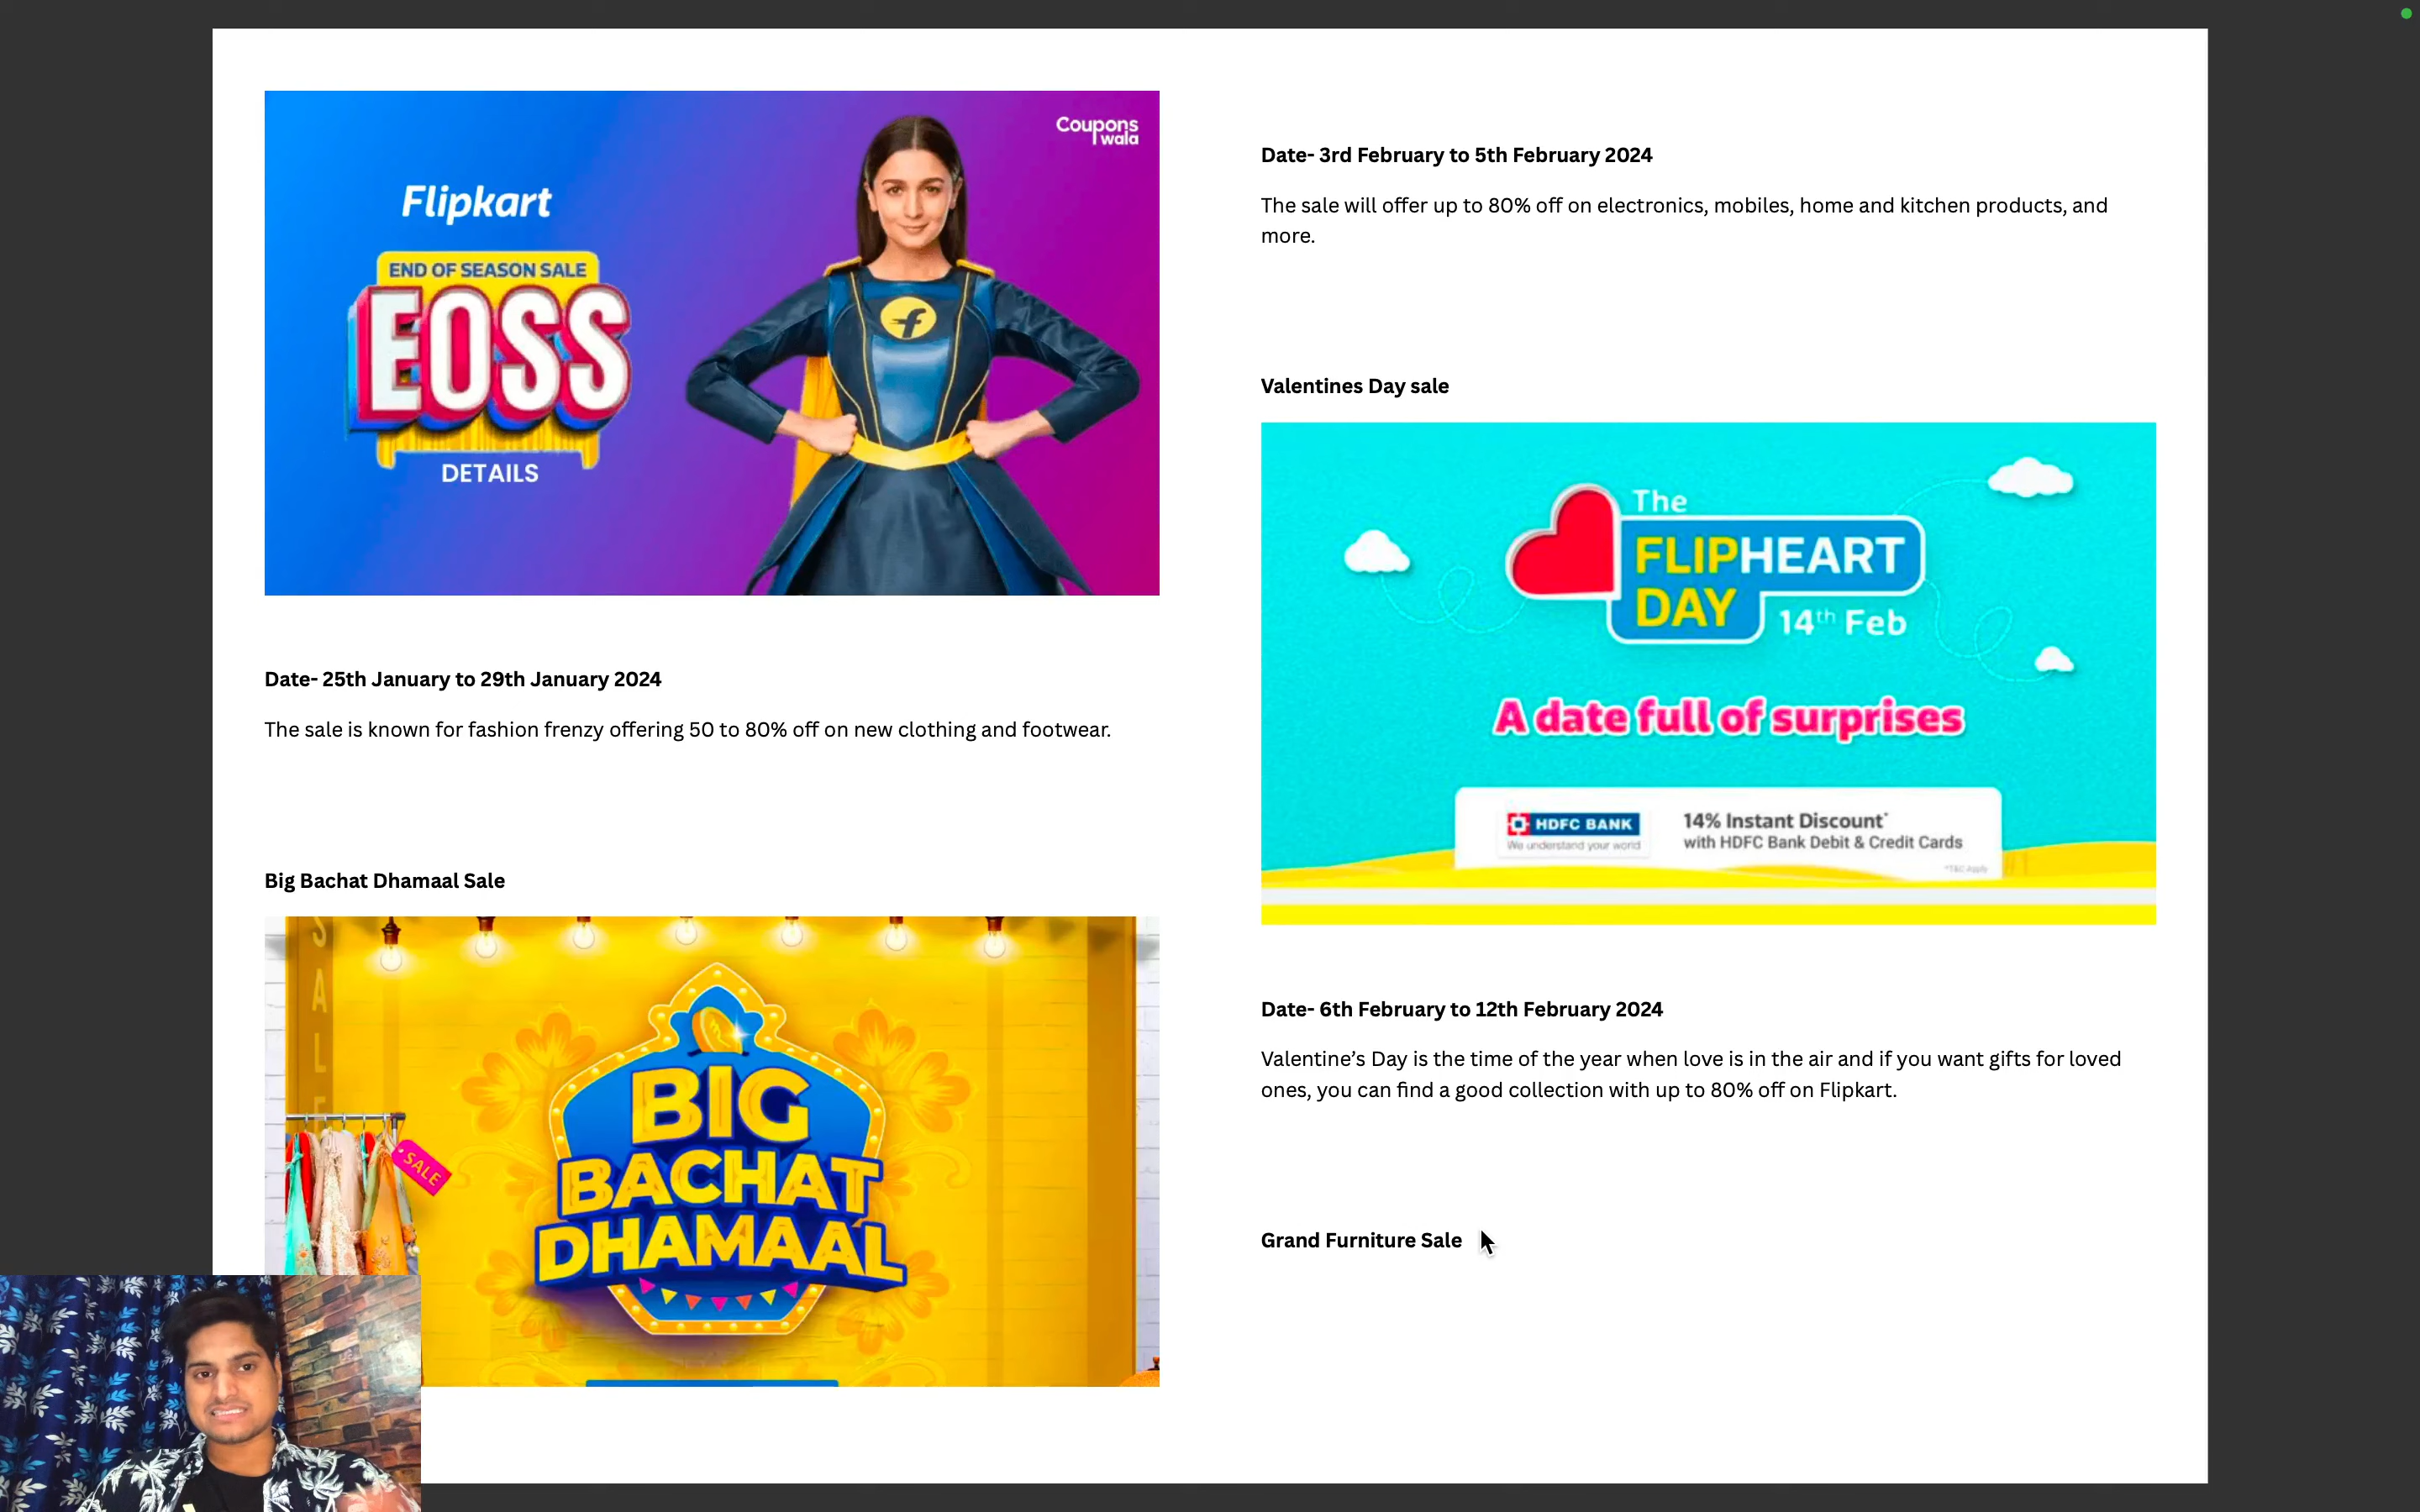 Coupons
wala
Flipkart
END OF SEASON SALE
EOSS
DETAILS
Date- 25th January to 29th January 2024
The sale is known for fashion frenzy offering 50 to 80% off on new clothing and footwear.
Big Bachat Dhamaal Sale
SALE
SALE
BIG
BACHAT
DHAMAAL
Date- 3rd February to 5th February 2024
The sale will offer up to 80% off on electronics, mobiles, home and kitchen products, and
more.
Valentines Day sale
The
FLIPHEART
DAY 14th Feb
A date full of surprises
HDFC BANK
We understand your world
14% Instant Discount*
with HDFC Bank Debit & Credit Cards
*T&C Apply
Date- 6th February to 12th February 2024
Valentine’s Day is the time of the year when love is in the air and if you want gifts for loved
ones, you can find a good collection with up to 80% off on Flipkart.
Grand Furniture Sale